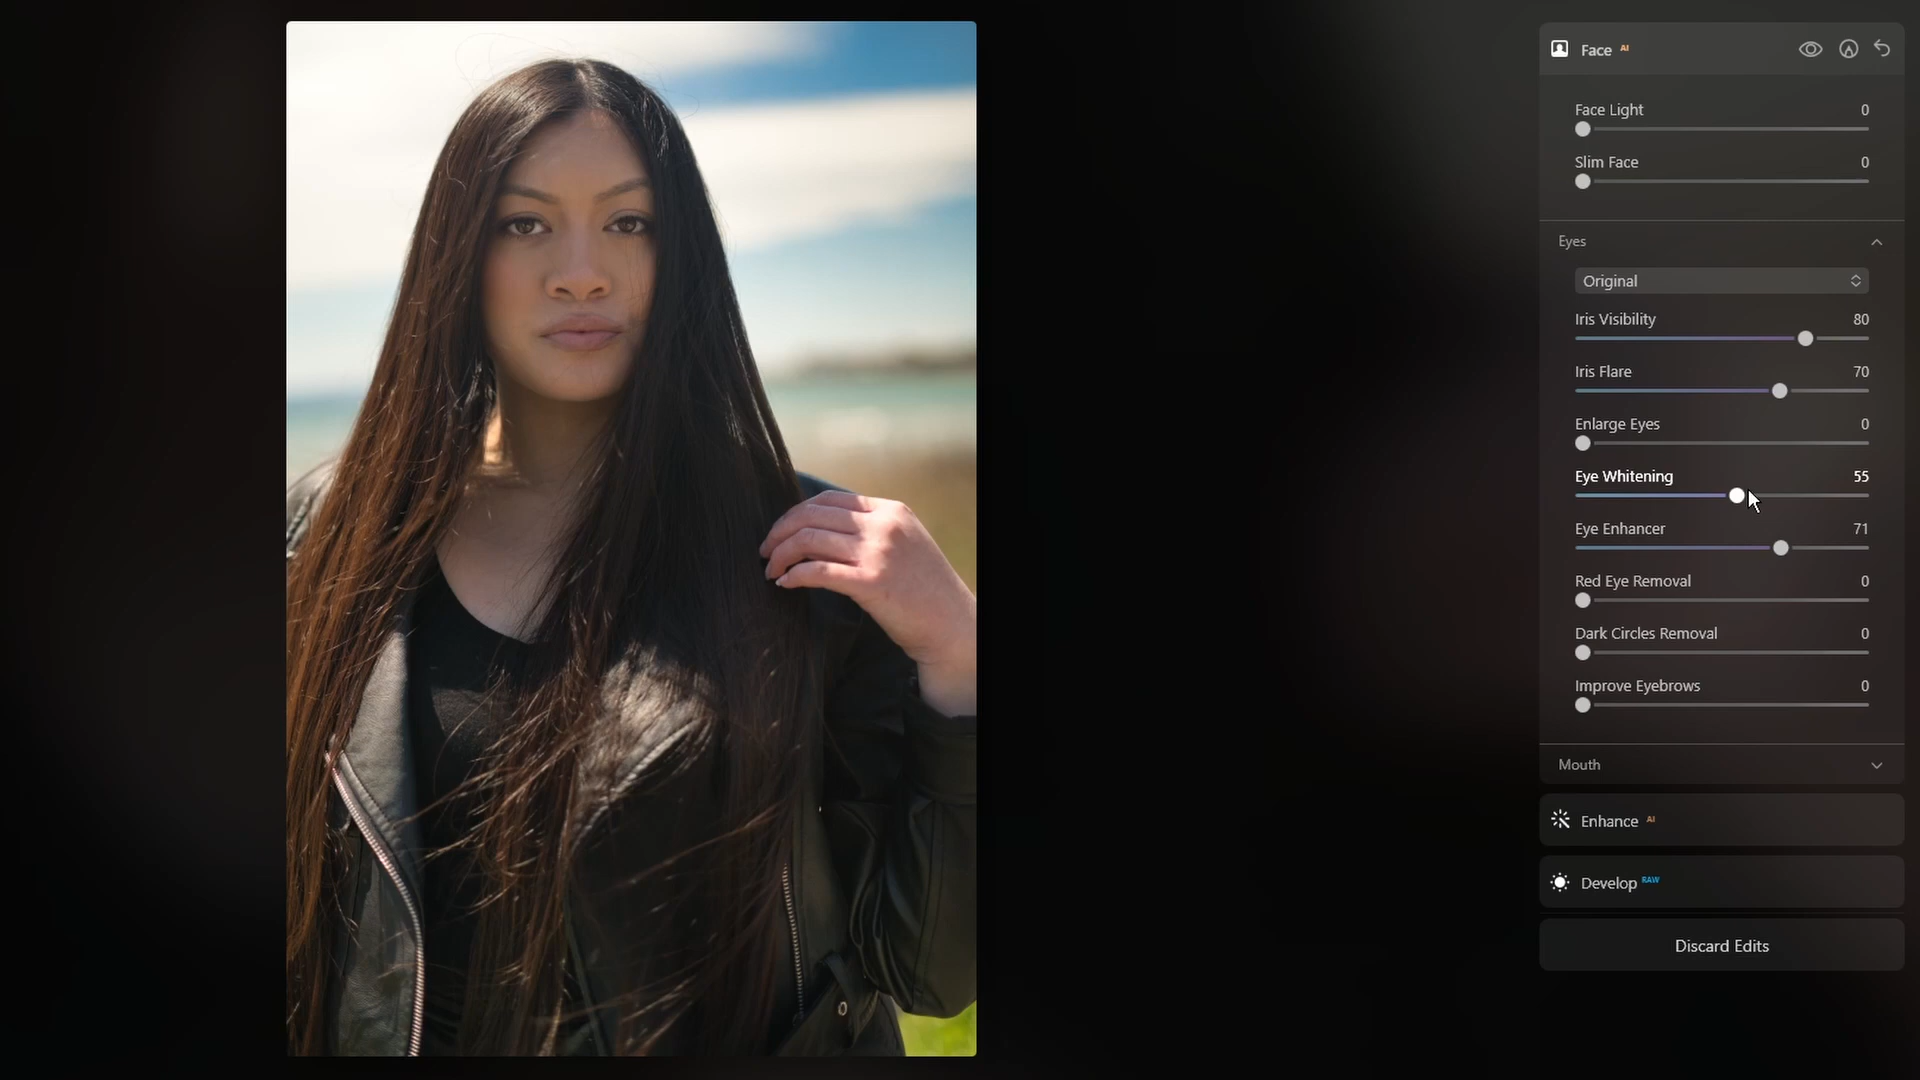 Face AI
Face Light 0
Slim Face 0
Eyes
Original
Iris Visibility 80
Iris Flare 70
Enlarge Eyes 0
Eye Whitening 55
Eye Enhancer 71
Red Eye Removal 0
Dark Circles Removal 0
Improve Eyebrows 0
Mouth
Enhance AI
Develop RAW
Discard Edits